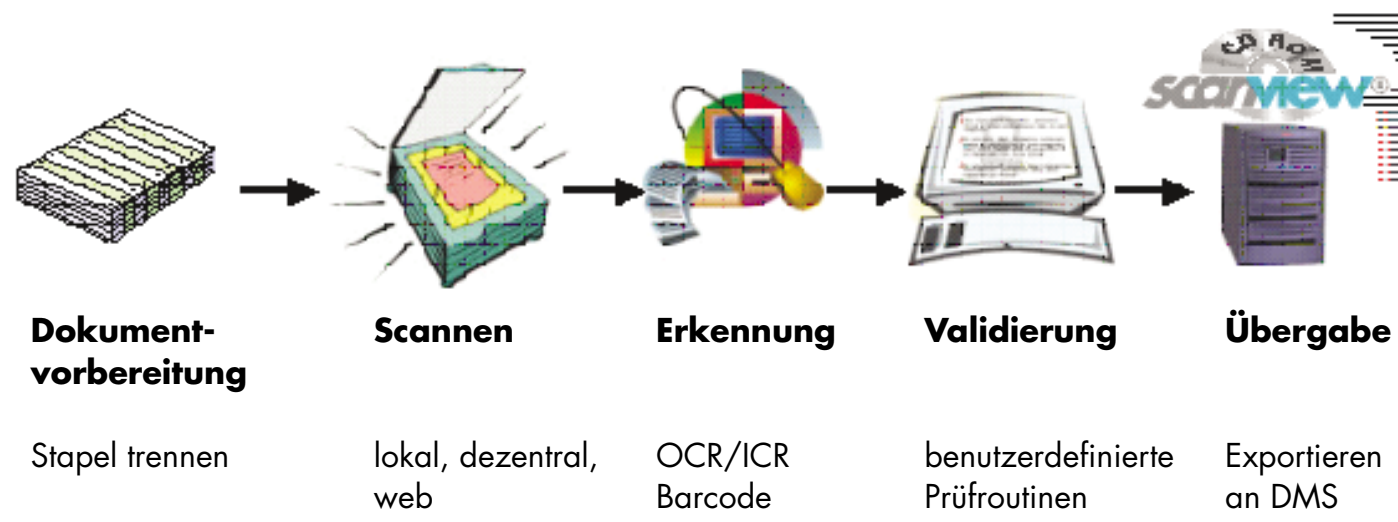 CD ROM
scanview®
Dokument-
vorbereitung
Scannen
Erkennung
Validierung
Übergabe
Stapel trennen
lokal, dezentral,
web
OCR/ICR
Barcode
benutzerdefinierte
Prüfroutinen
Exportieren
an DMS